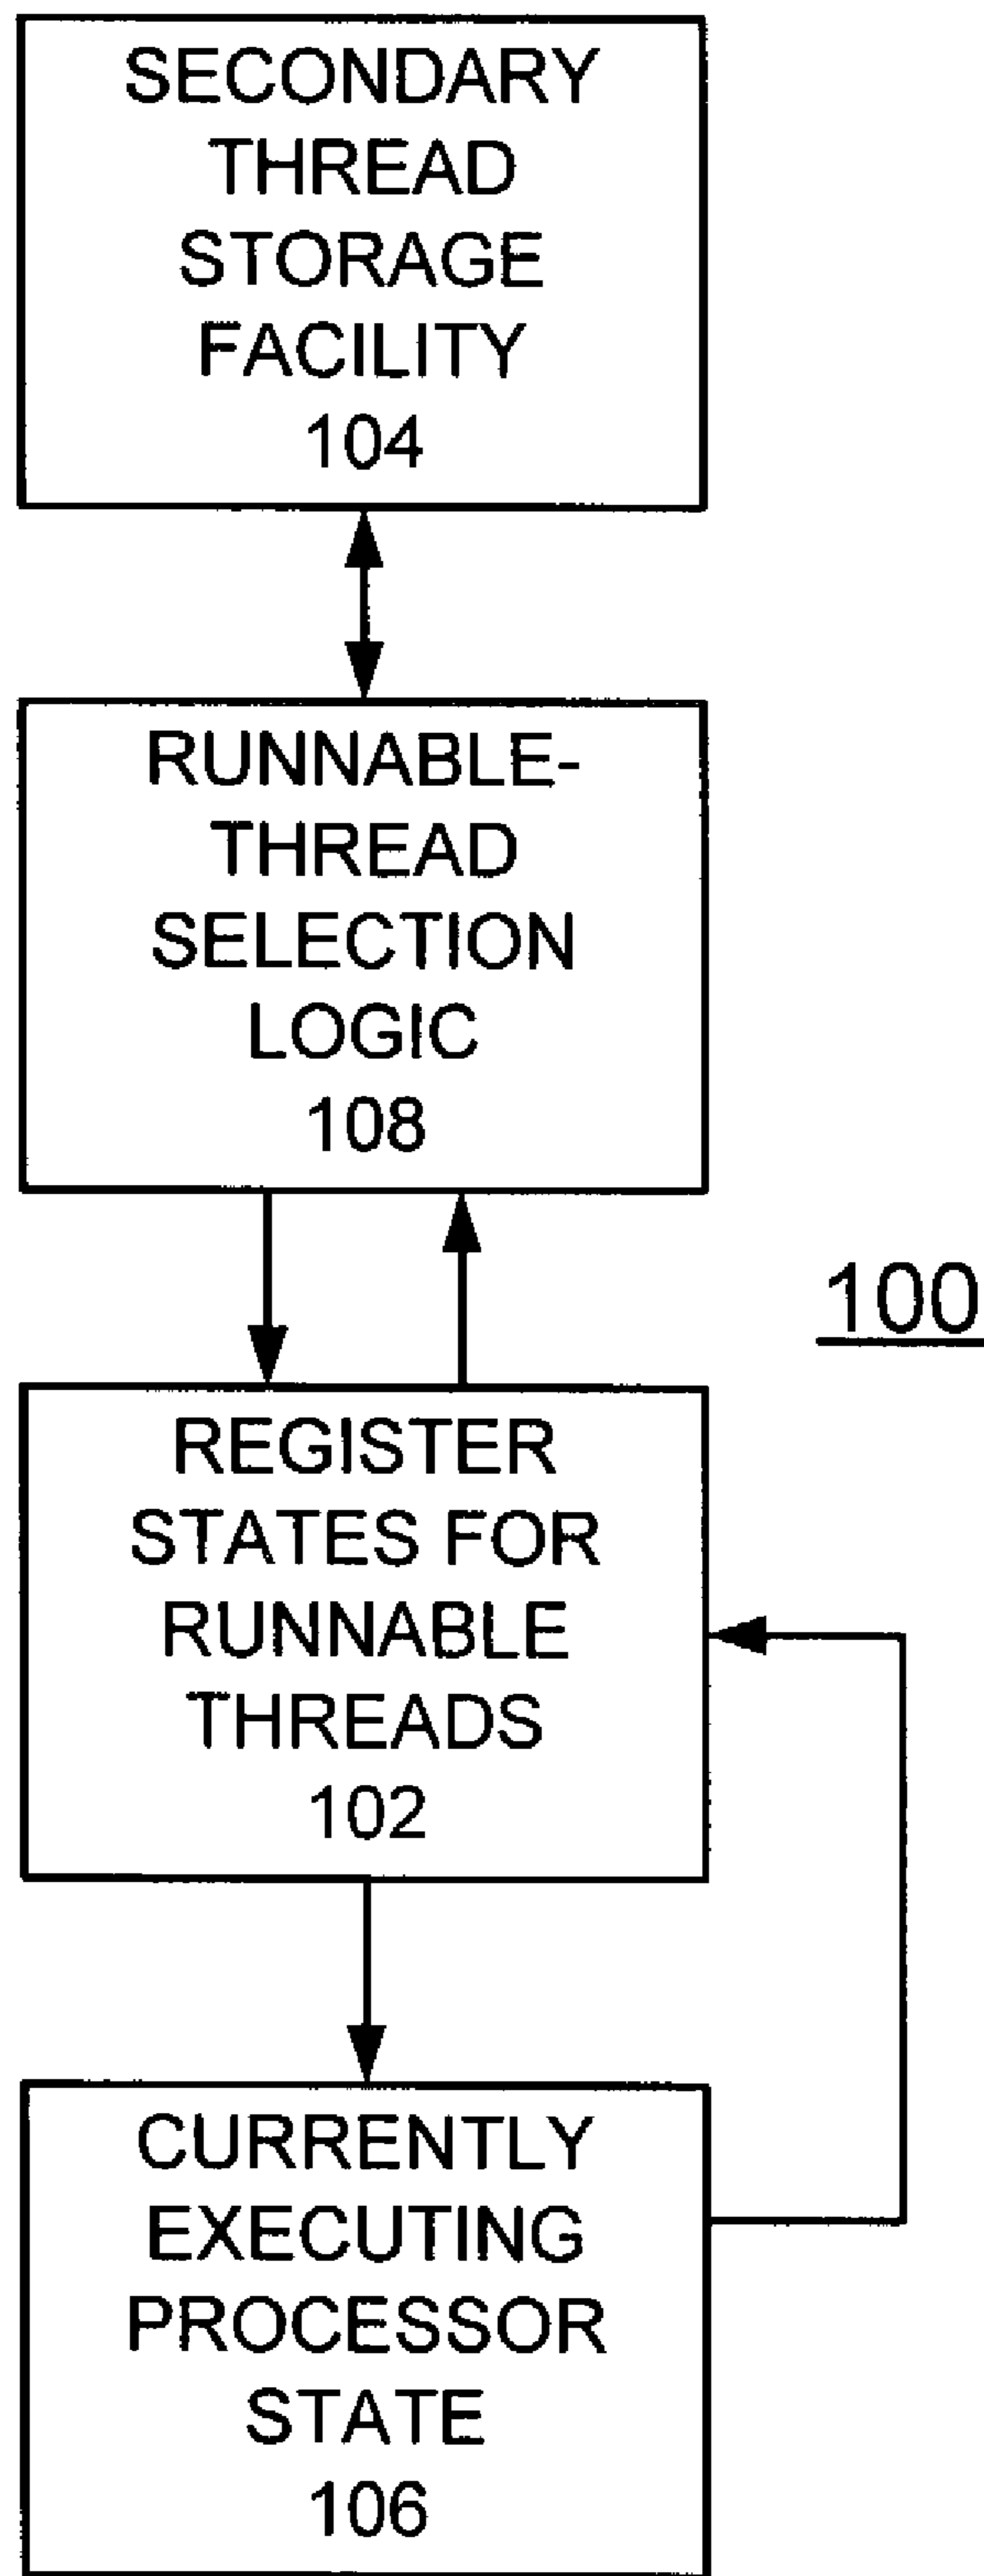 SECONDARY
THREAD
STORAGE
FACILITY
104
RUNNABLE-
THREAD
SELECTION
LOGIC
108
100
REGISTER
STATES FOR
RUNNABLE
THREADS
102
CURRENTLY
EXECUTING
PROCESSOR
STATE
106